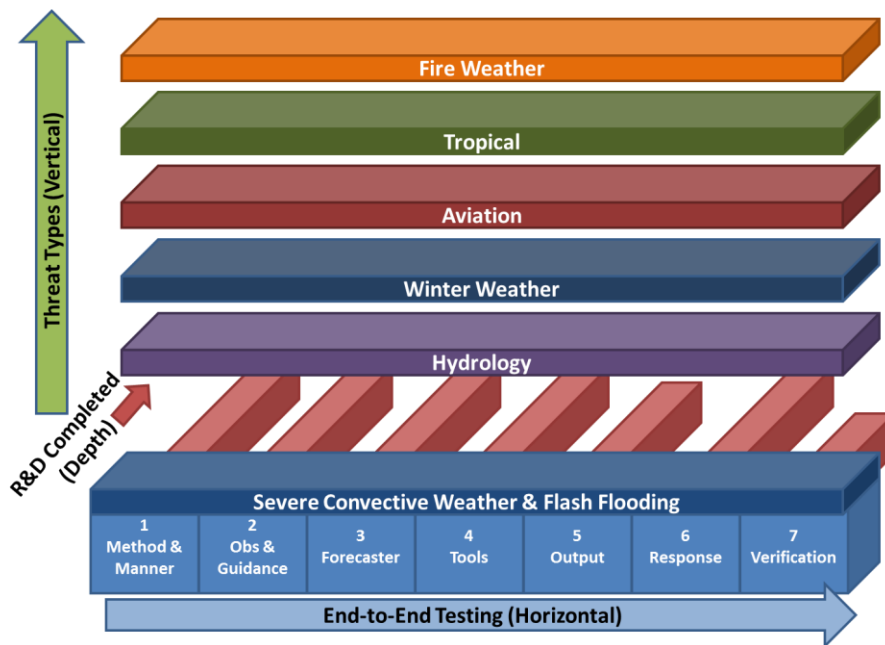 Fire Weather
Tropical
Aviation
Winter Weather
Hydrology
Threat Types (Vertical)
R&D Completed
(Depth)
Severe Convective Weather & Flash Flooding
1
Method &
Manner
2
Obs &
Guidance
3
Forecaster
4
Tools
5
Output
6
Response
7
Verification
End-to-End Testing (Horizontal)